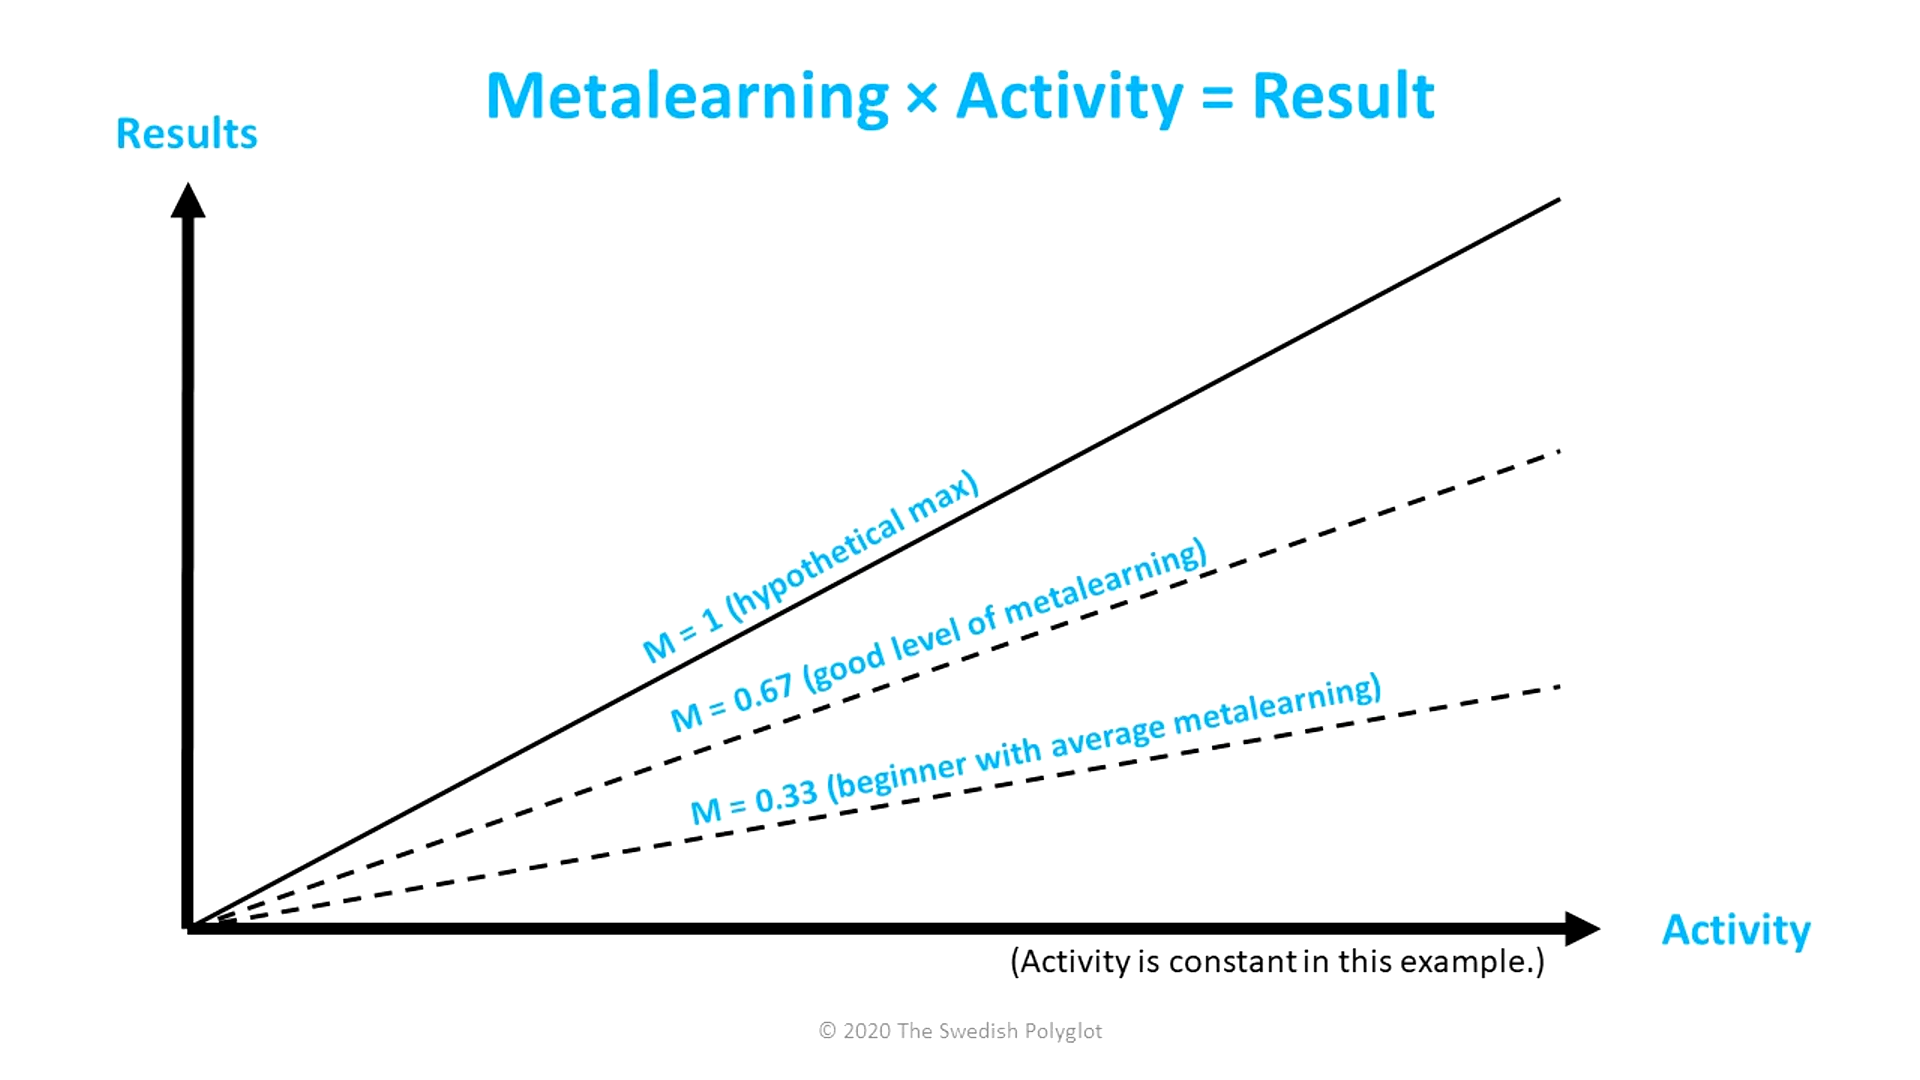 Metalearning × Activity = Result
Results
M = 1 (hypothetical max)
M = 0.67 (good level of metalearning)
M = 0.33 (beginner with average metalearning)
Activity
(Activity is constant in this example.)
© 2020 The Swedish Polyglot